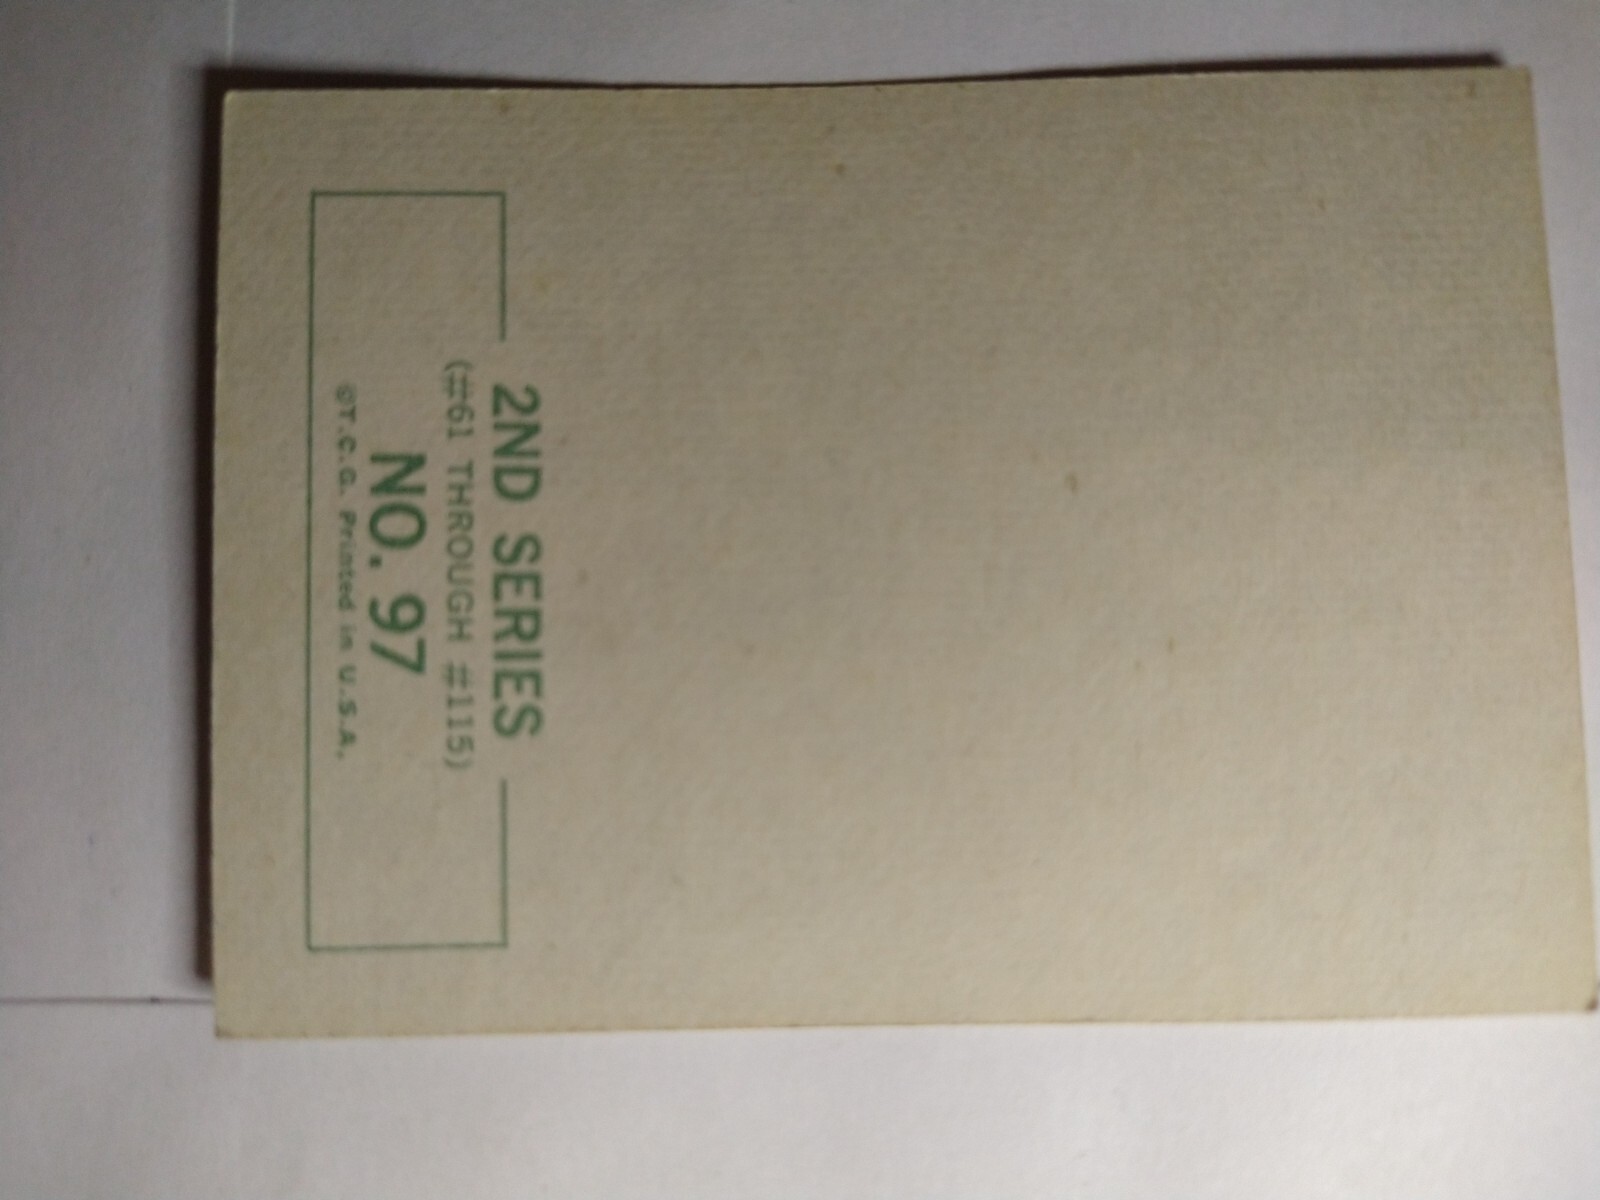 2ND SERIES
(#61 THROUGH #115)
NO. 97
©T.C.G. Printed in U.S.A.